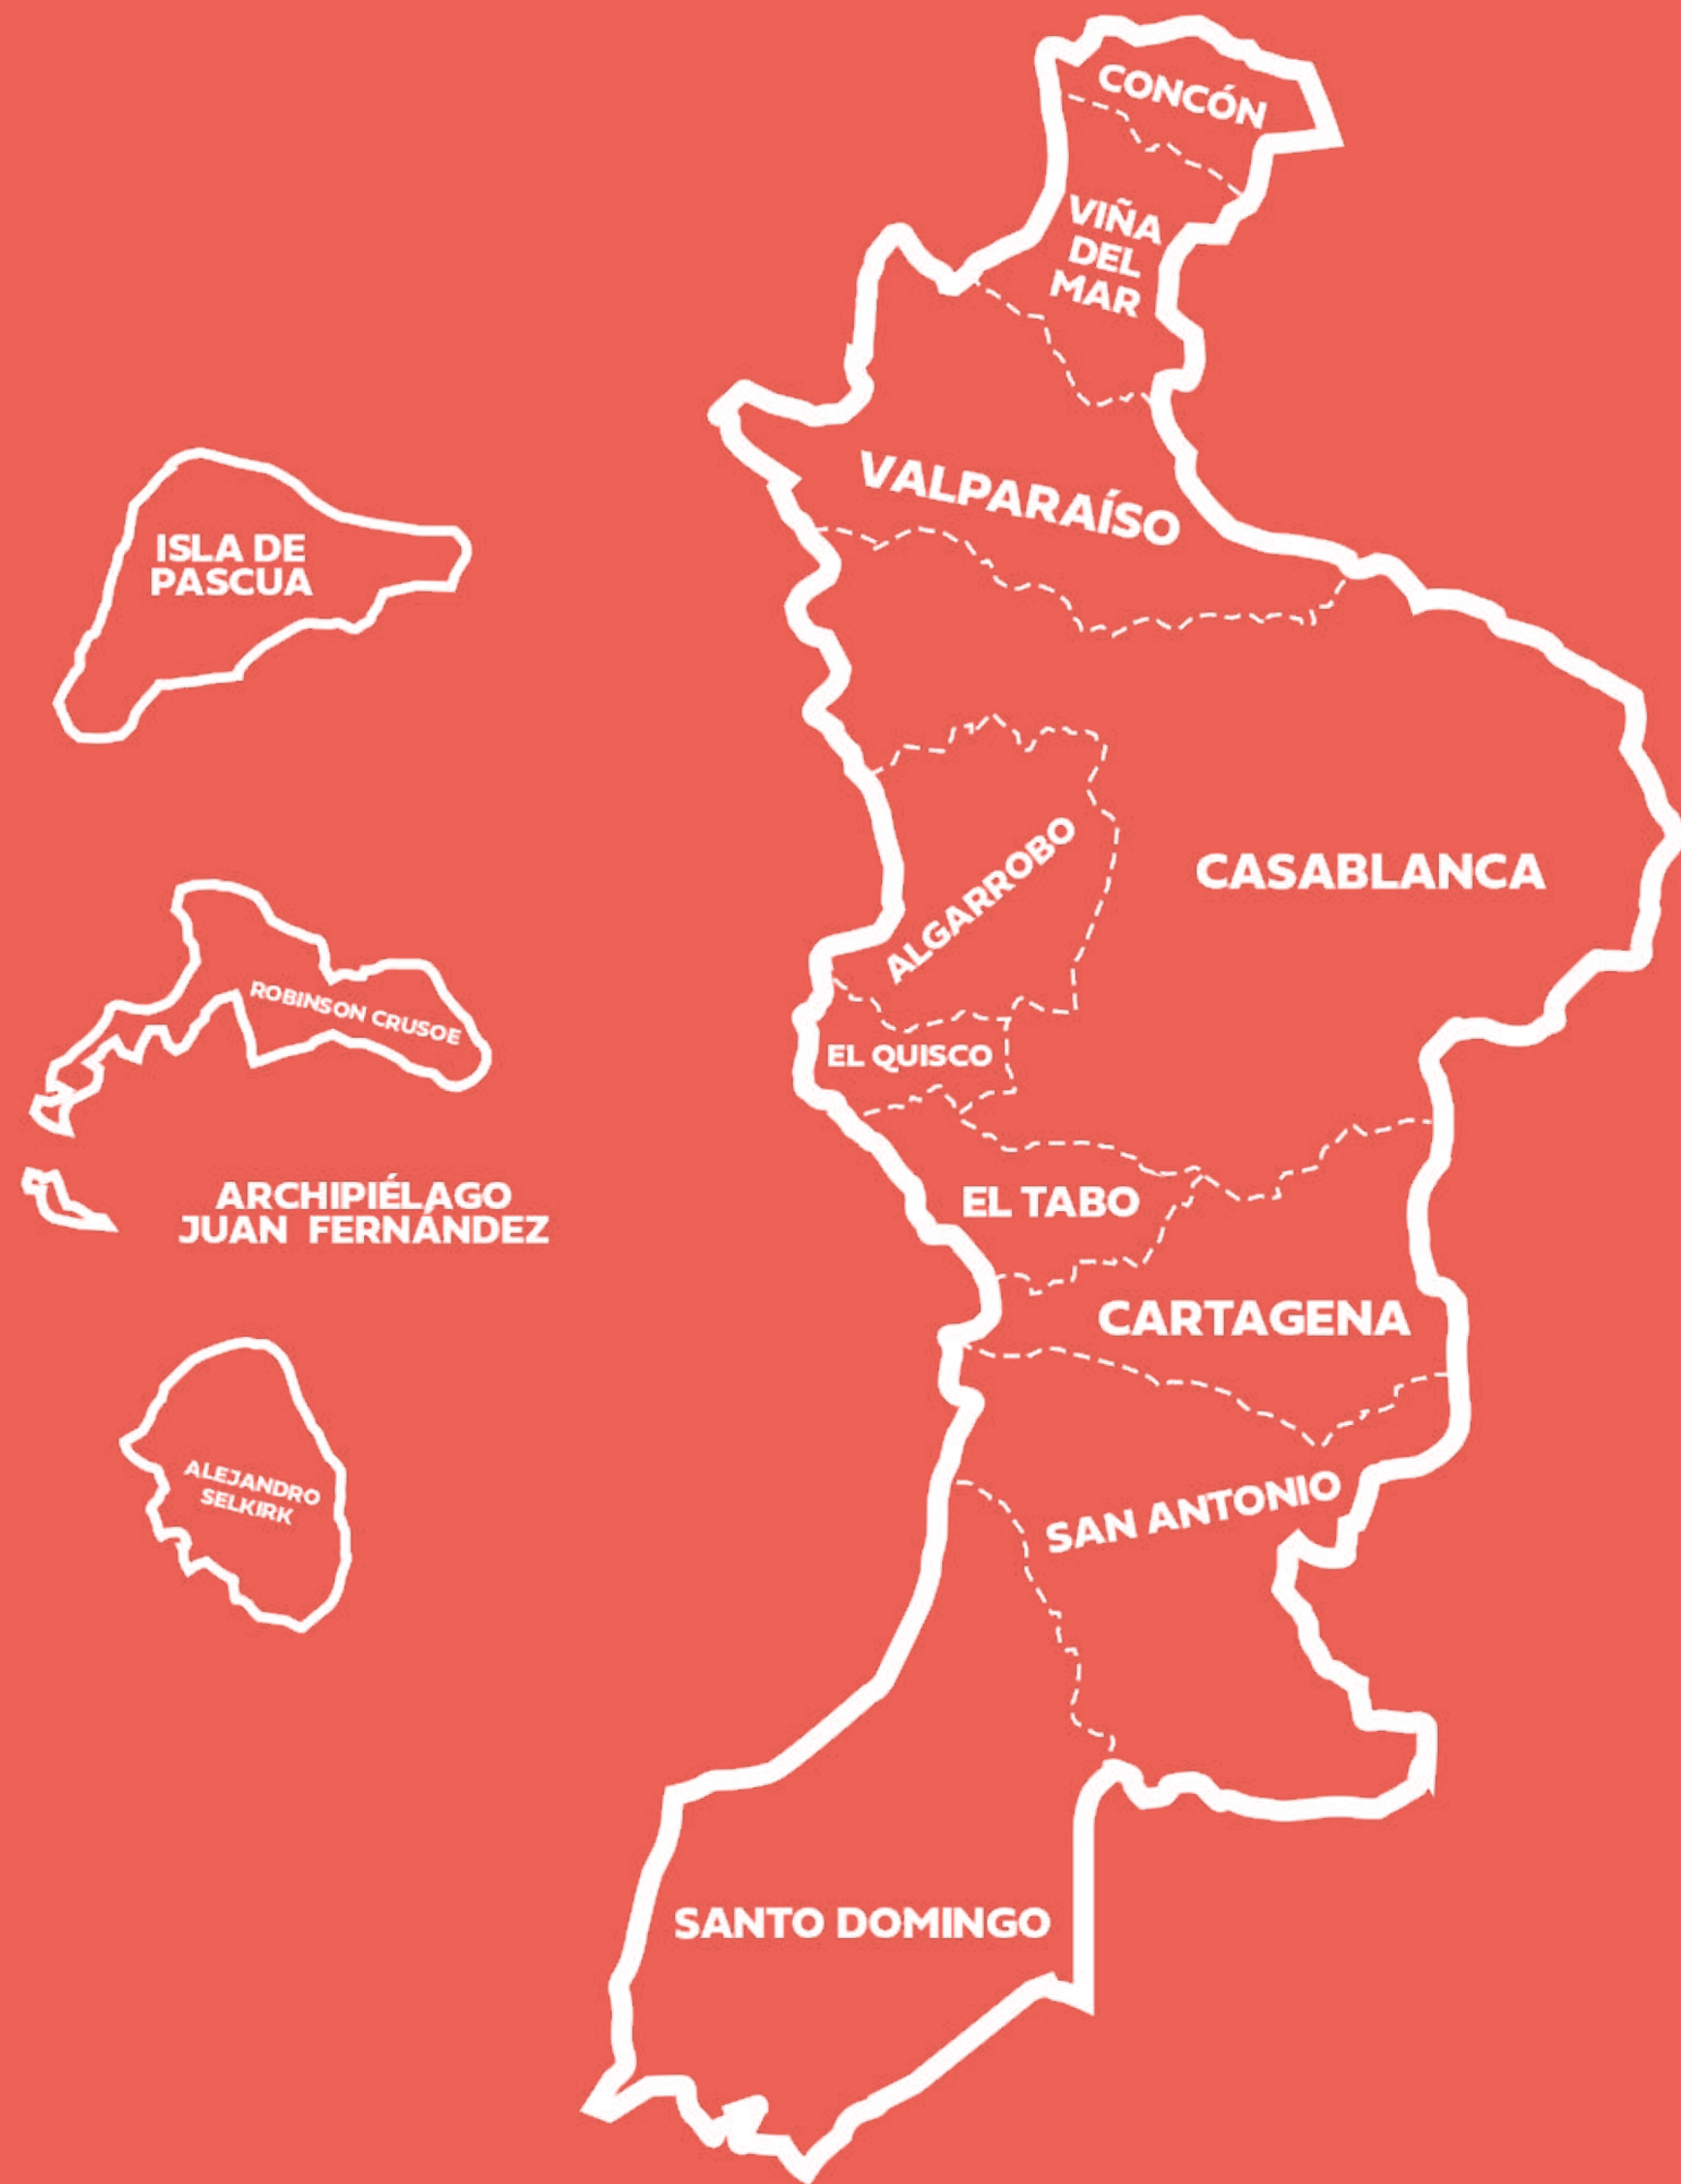 CONCÓN
VIÑA
DEL
MAR
VALPARAÍSO
ISLA DE
PASCUA
ALGARROBO
CASABLANCA
ROBINSON CRUSOE
EL QUISCO
ARCHIPIÉLAGO
JUAN FERNÁNDEZ
EL TABO
CARTAGENA
ALEJANDRO
SELKIRK
SAN ANTONIO
SANTO DOMINGO